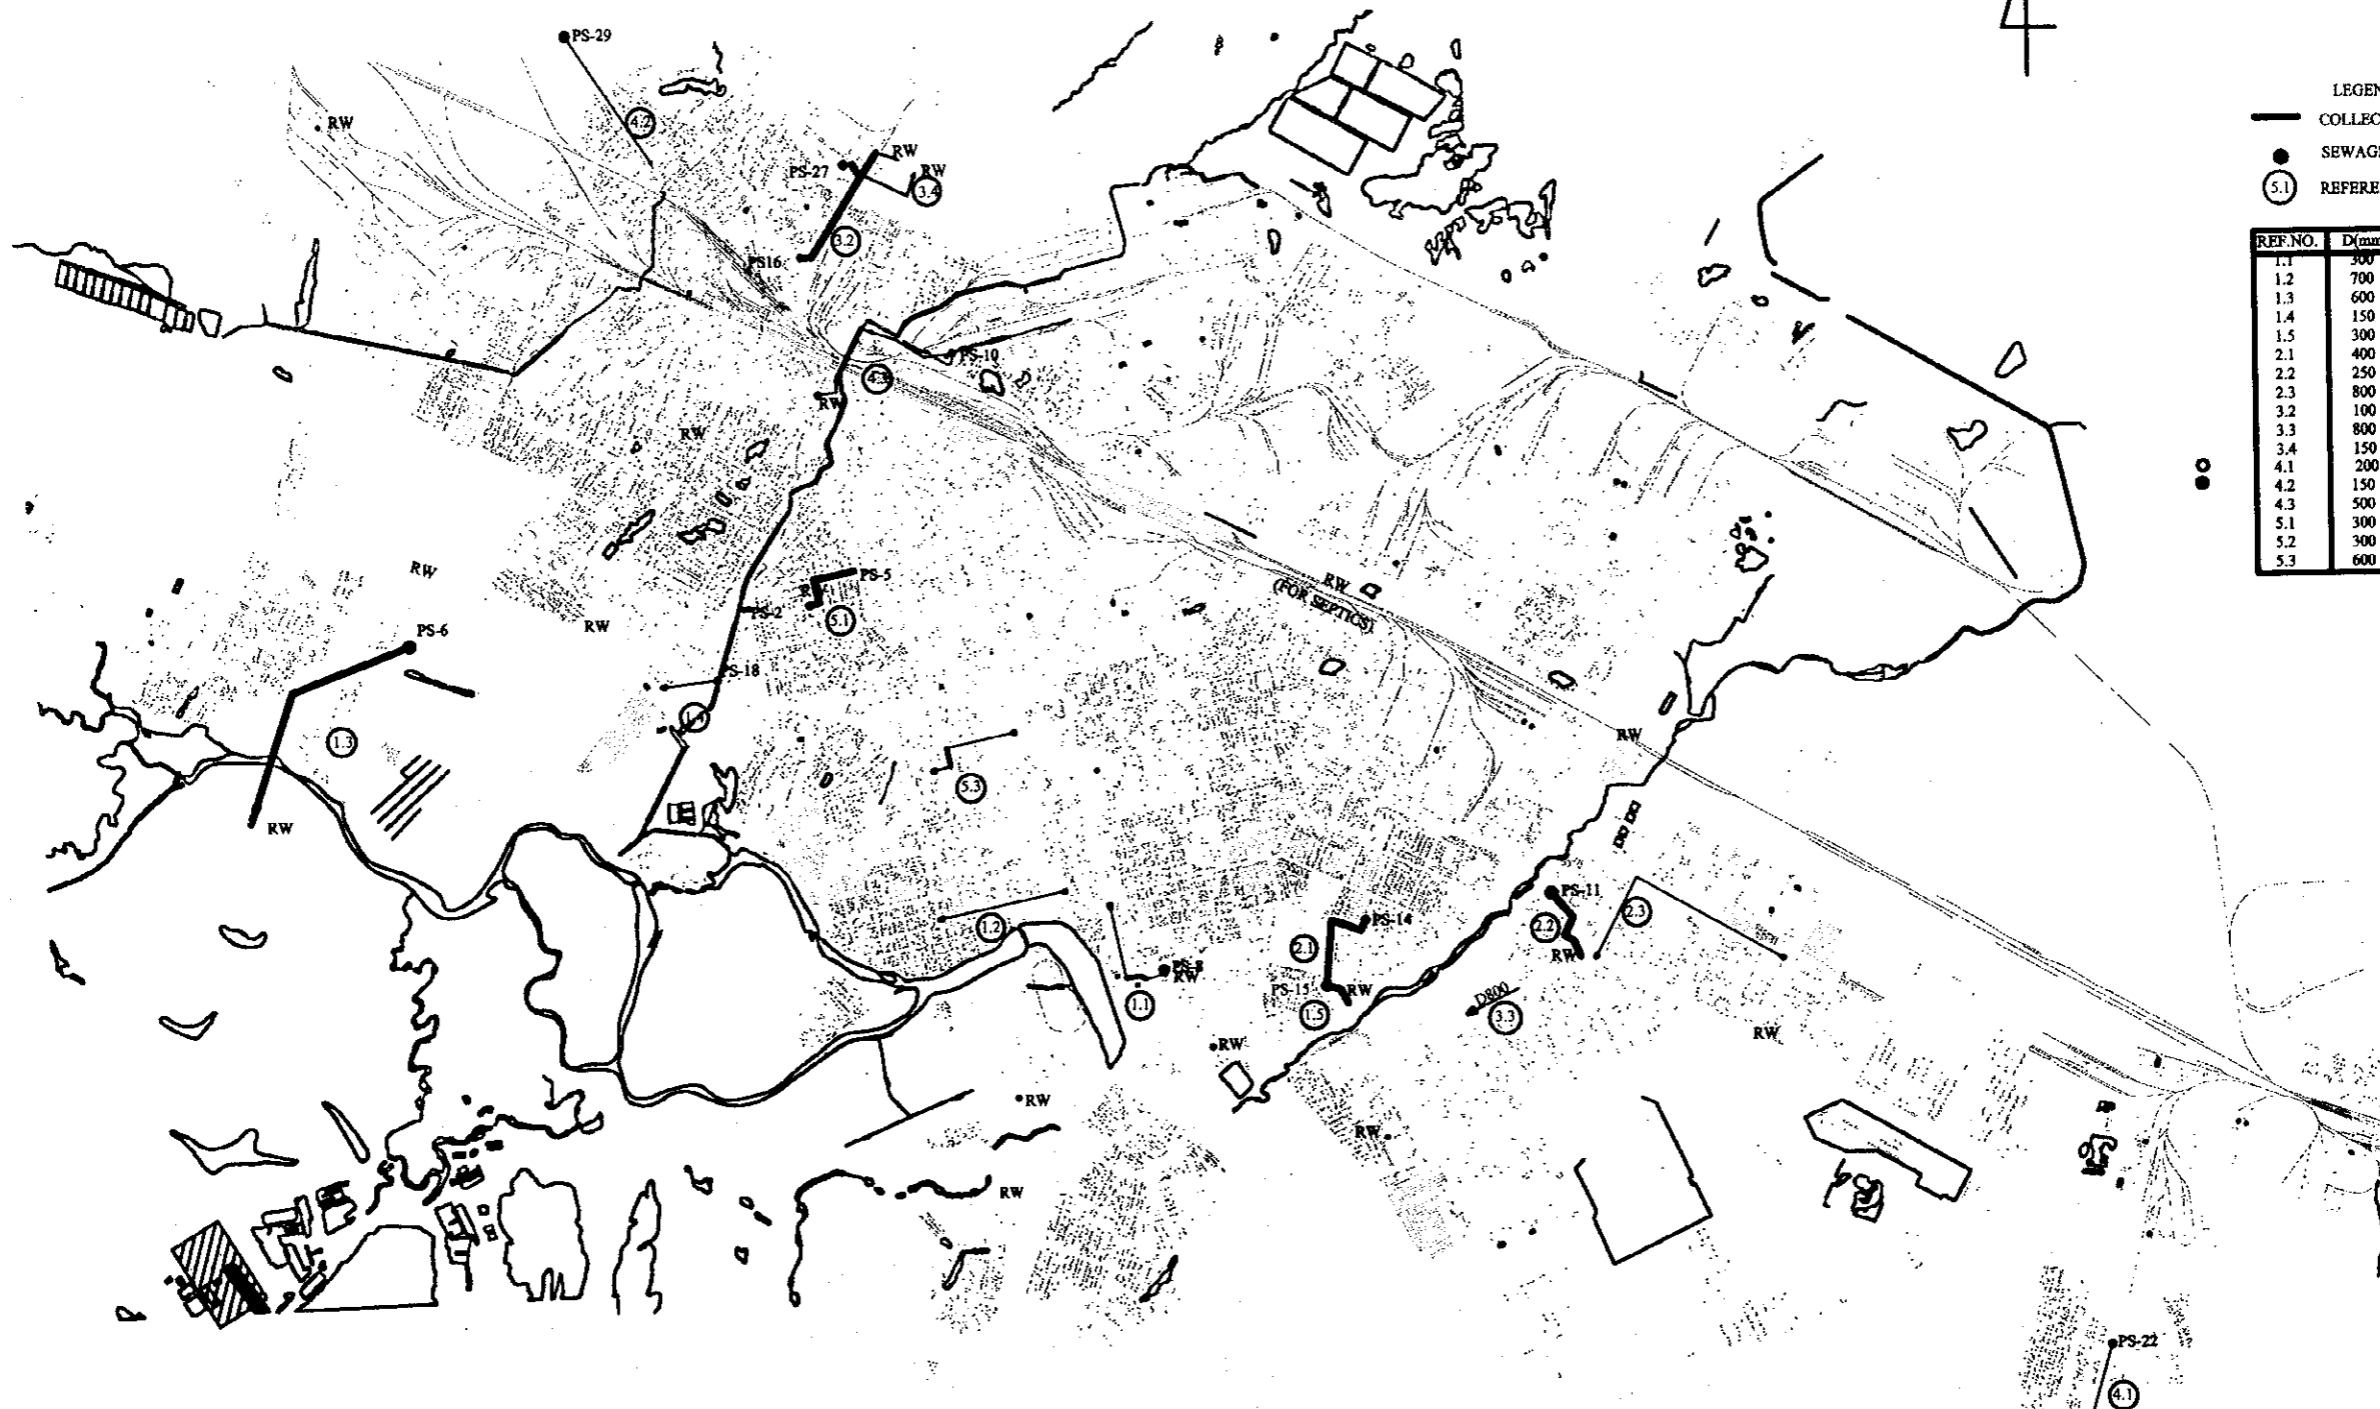 PS-29
4.2
RW
PS-27
RW
RW
3.4
3.2
PS16
PS-10
RW
RW
LEGEN
COLLEC
SEWAG
5.1 REFERE
REF.NO. D(mm
1.1 300
1.2 700
1.3 600
1.4 150
1.5 300
2.1 400
2.2 250
2.3 800
3.2 100
3.3 800
3.4 150
4.1 200
4.2 150
4.3 500
5.1 300
5.2 300
5.3 600
RW
PS-5
PS-2
5.1
RW
(FOR SEPTICS)
RW
PS-6
PS-18
1.3
RW
RW
5.3
1.2
PS-8
RW
1.1
PS-14
2.1
PS-15
RW
1.5
PS-11
2.2
2.3
RW
D800
3.3
RW
RW
RW
RW
RW
PS-22
4.1